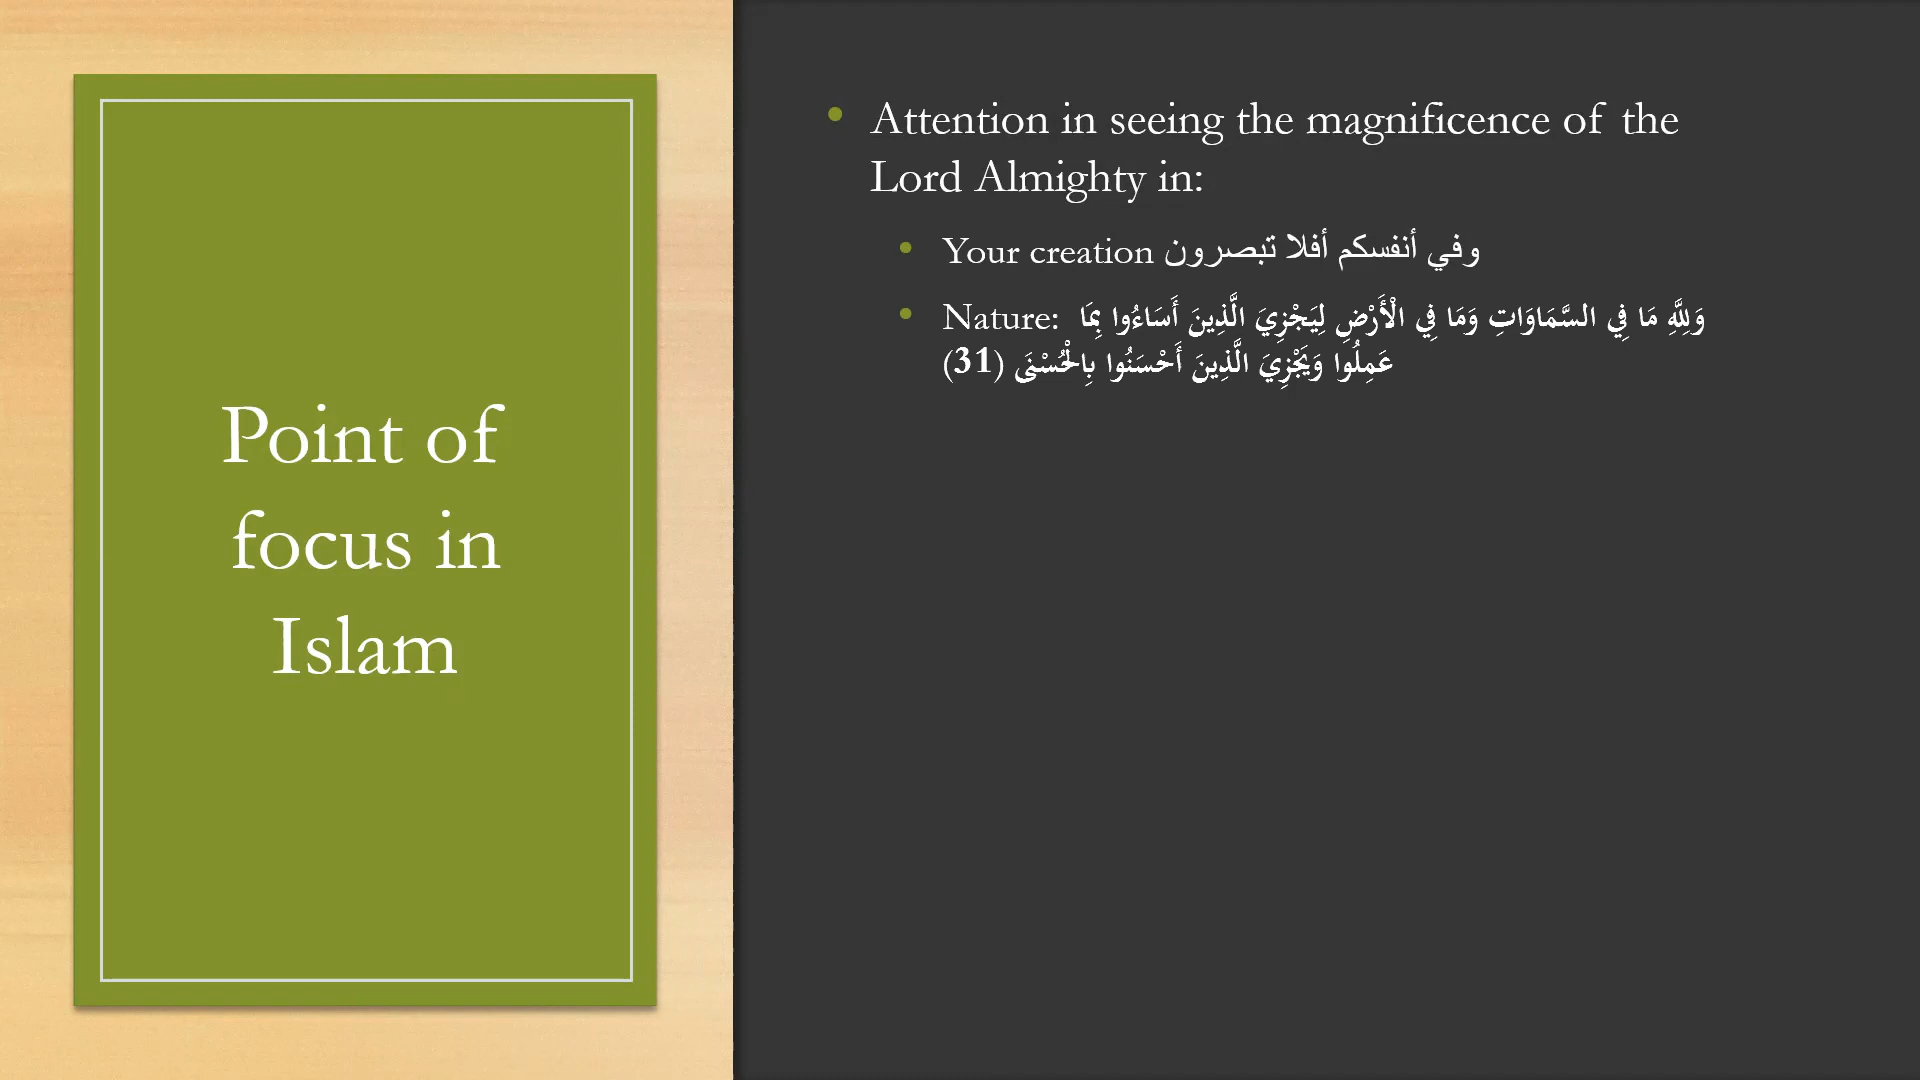 Point of
focus in
Islam
Attention in seeing the magnificence of the
Lord Almighty in:
Your creation وفي أنفسكم أفلا تبصرون
Nature: وَلِلَّهِ مَا فِي السَّمَاوَاتِ وَمَا فِي الْأَرْضِ لِيَجْزِيَ الَّذِينَ أَسَاءُوا بِمَا
عَمِلُوا وَيَجْزِيَ الَّذِينَ أَحْسَنُوا بِالْحُسْنَى (31)